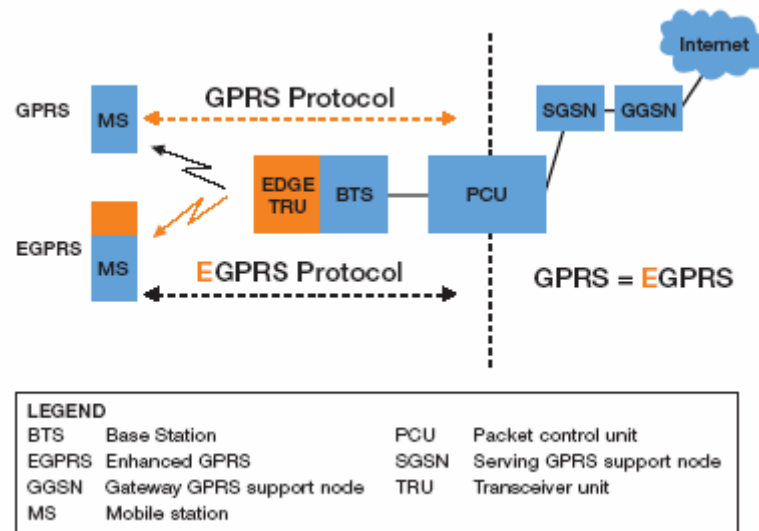 Internet
GPRS
MS
GPRS Protocol
SGSN
GGSN
EDGE
TRU
BTS
PCU
EGPRS
MS
EGPRS Protocol
GPRS = EGPRS
LEGEND
BTS Base Station
PCU Packet control unit
EGPRS Enhanced GPRS
SGSN Serving GPRS support node
GGSN Gateway GPRS support node
TRU Transceiver unit
MS Mobile station